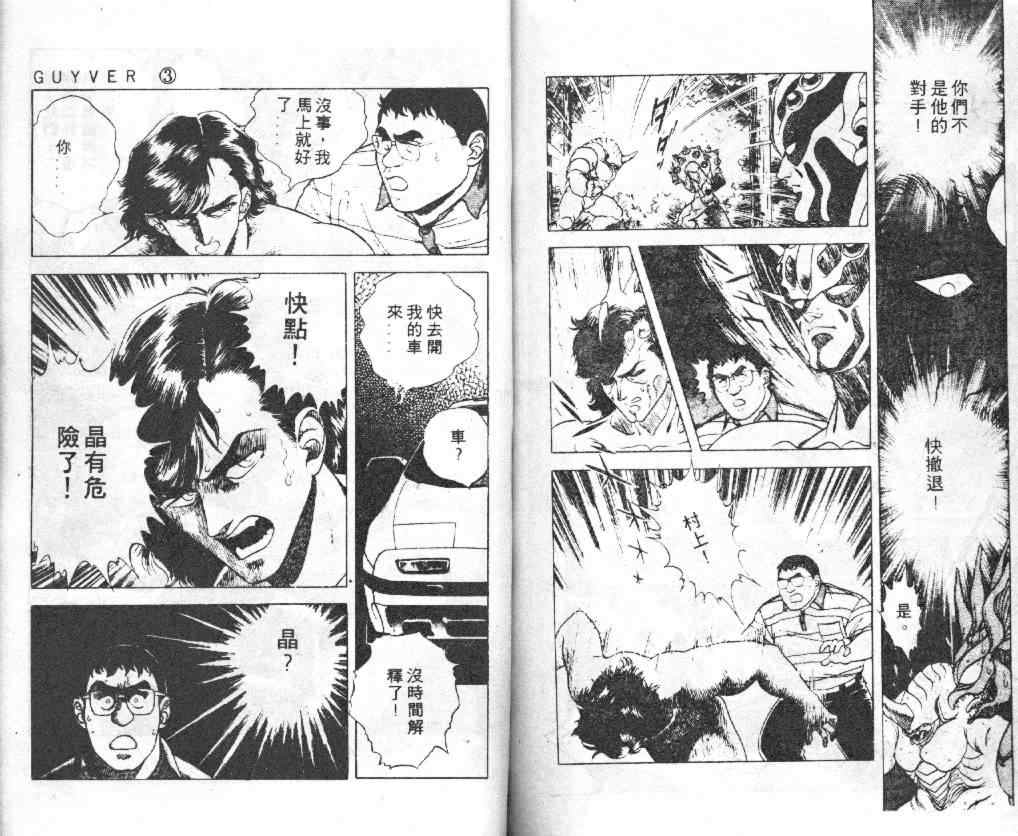 你們不
是他的
對手！
快撤退！
是。
村上！
GUYVER ③
沒事，我
馬上就好
了……
你……
快去開
我的車
來……
車？
沒時間解
釋了！
快點！
晶有危
險了！
晶？